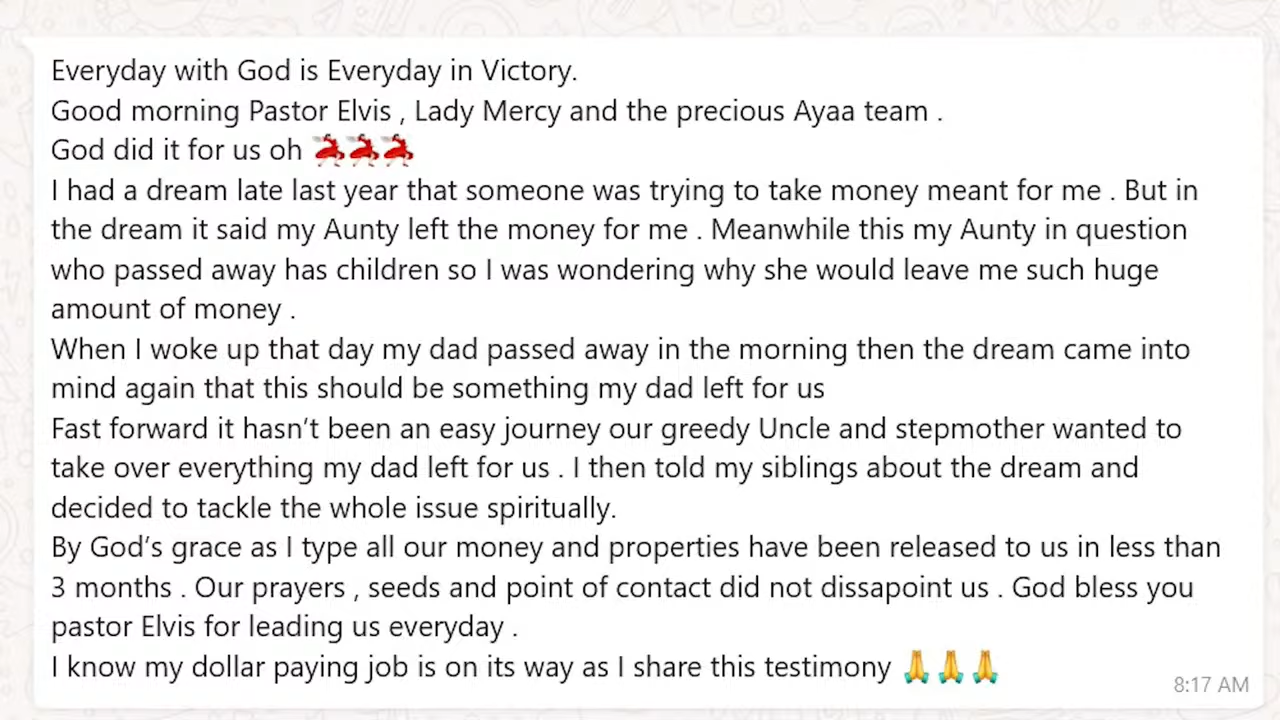 Everyday with God is Everyday in Victory.
Good morning Pastor Elvis , Lady Mercy and the precious Ayaa team .
God did it for us oh 💃💃💃
I had a dream late last year that someone was trying to take money meant for me . But in
the dream it said my Aunty left the money for me . Meanwhile this my Aunty in question
who passed away has children so I was wondering why she would leave me such huge
amount of money .
When I woke up that day my dad passed away in the morning then the dream came into
mind again that this should be something my dad left for us
Fast forward it hasn’t been an easy journey our greedy Uncle and stepmother wanted to
take over everything my dad left for us . I then told my siblings about the dream and
decided to tackle the whole issue spiritually.
By God’s grace as I type all our money and properties have been released to us in less than
3 months . Our prayers , seeds and point of contact did not dissapoint us . God bless you
pastor Elvis for leading us everyday .
I know my dollar paying job is on its way as I share this testimony 🙏🙏🙏
8:17 AM